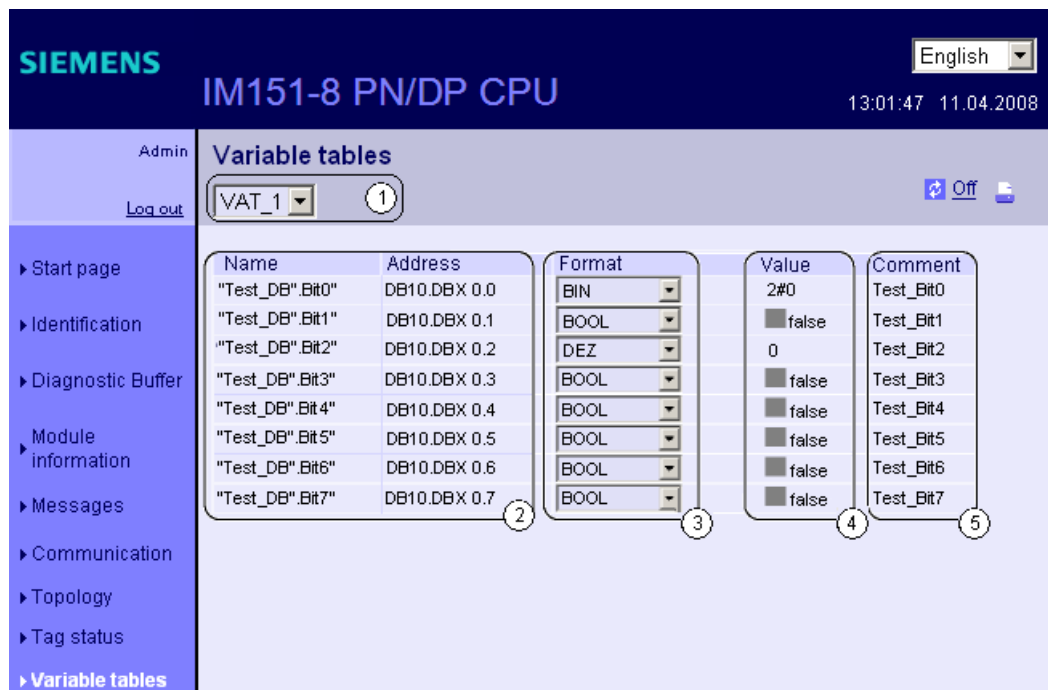 SIEMENS
English
IM151-8 PN/DP CPU
13:01:47 11.04.2008
Admin
Variable tables
Log out
VAT_1 1
Off
Start page
Identification
Diagnostic Buffer
Module
information
Messages
Communication
Topology
Tag status
Variable tables
Name Address Format Value Comment
"Test_DB".Bit0" DB10.DBX 0.0 BIN 2#0 Test_Bit0
"Test_DB".Bit1" DB10.DBX 0.1 BOOL false Test_Bit1
"Test_DB".Bit2" DB10.DBX 0.2 DEZ 0 Test_Bit2
"Test_DB".Bit3" DB10.DBX 0.3 BOOL false Test_Bit3
"Test_DB".Bit4" DB10.DBX 0.4 BOOL false Test_Bit4
"Test_DB".Bit5" DB10.DBX 0.5 BOOL false Test_Bit5
"Test_DB".Bit6" DB10.DBX 0.6 BOOL false Test_Bit6
"Test_DB".Bit7" DB10.DBX 0.7 BOOL false Test_Bit7
2 3 4 5